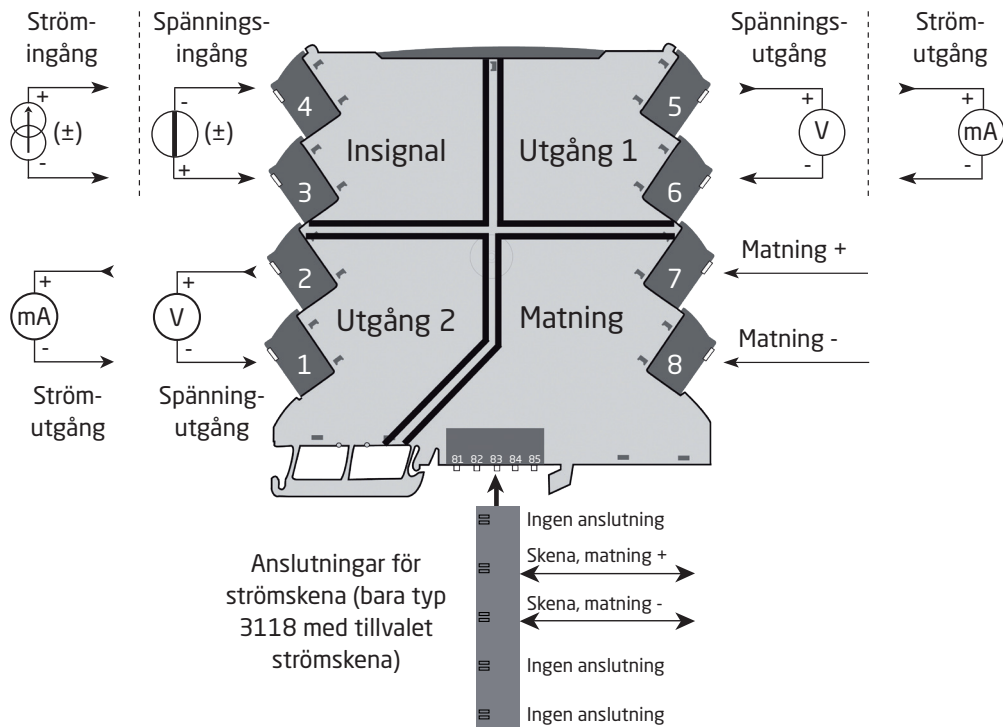 Ström-
ingång
Spännings-
ingång
Spännings-
utgång
Ström-
utgång
+
(±)
-
-
(±)
+
4
Insignal
3
Utgång 1
5
6
+
V
-
+
mA
-
+
mA
-
Ström-
utgång
+
V
-
Spänning-
utgång
2
Utgång 2
1
Matning
7
8
Matning +
Matning -
81 82 83 84 85
Anslutningar för
strömskena (bara typ
3118 med tillvalet
strömskena)
Ingen anslutning
Skena, matning +
Skena, matning -
Ingen anslutning
Ingen anslutning